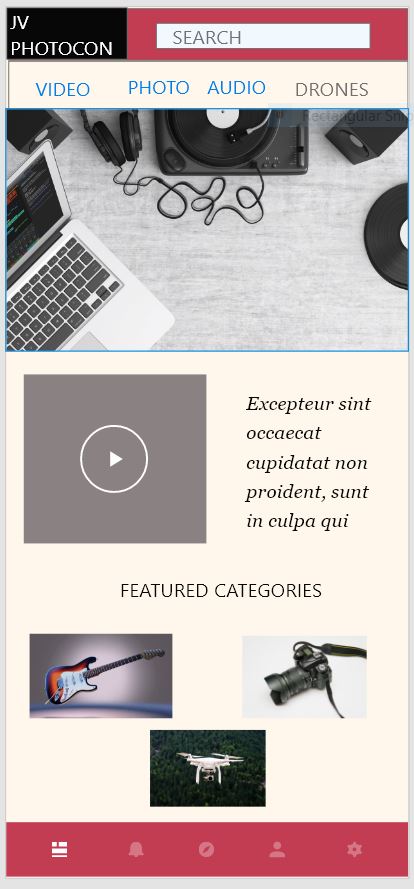 JV
PHOTOCON
SEARCH
VIDEO PHOTO AUDIO DRONES
Rectangular Snip
Excepteur sint
occaecat
cupidatat non
proident, sunt
in culpa qui
FEATURED CATEGORIES